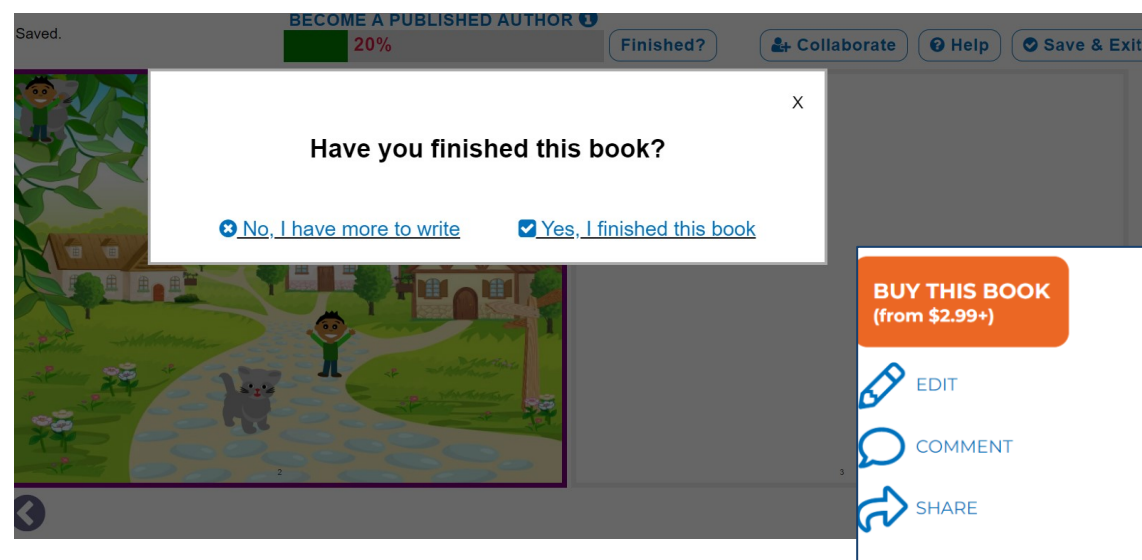 BECOME A PUBLISHED AUTHOR
Saved.
20%
Finished?
Collaborate
Help
Save & Exit
X
Have you finished this book?
No, I have more to write
Yes, I finished this book
BUY THIS BOOK
(from $2.99+)
EDIT
COMMENT
SHARE
2
3